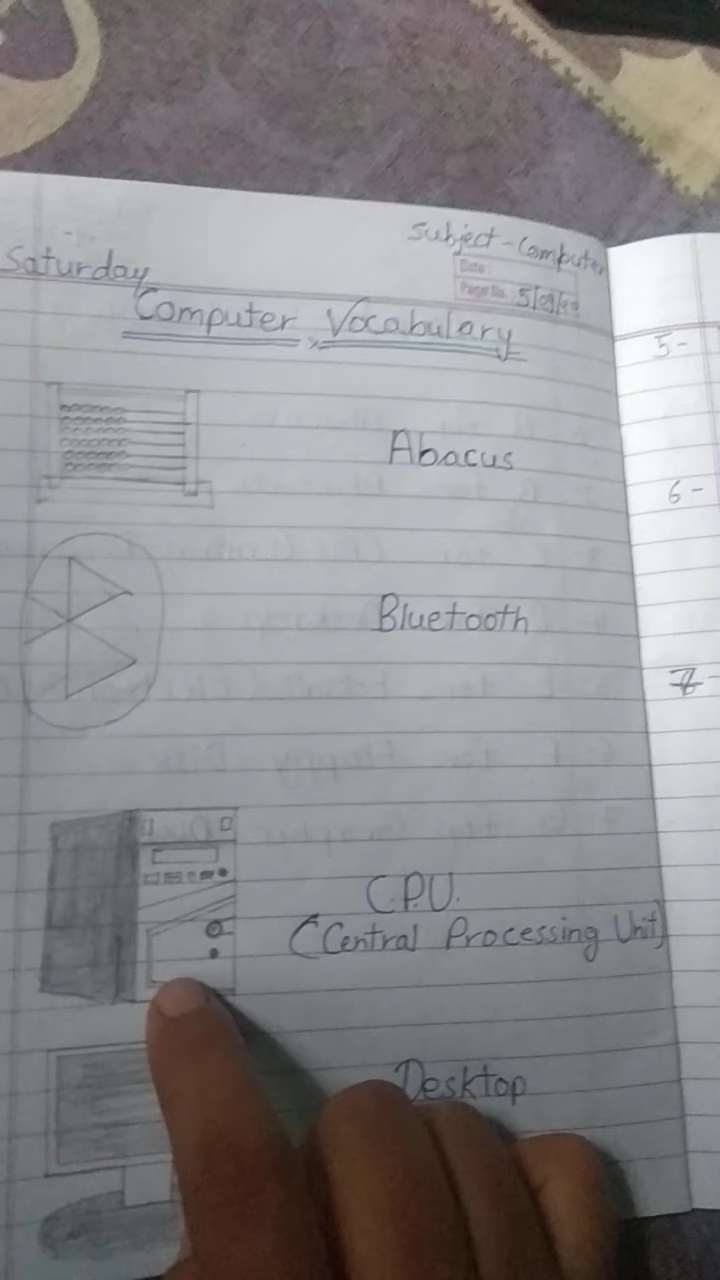 Subject - Computer
Saturday
Date:
Page No. 5/09/
Computer Vocabulary
5-
Abacus
6-
Bluetooth
7-
C.P.U.
(Central Processing Unit)
Desktop